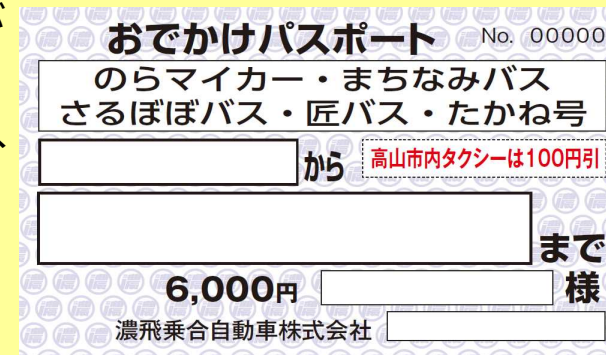 おでかけパスポート No. 00000
のらマイカー・まちなみバス
さるぼぼバス・匠バス・たかね号
から 高山市内タクシーは100円引
まで
6,000円 様
濃飛乗合自動車株式会社